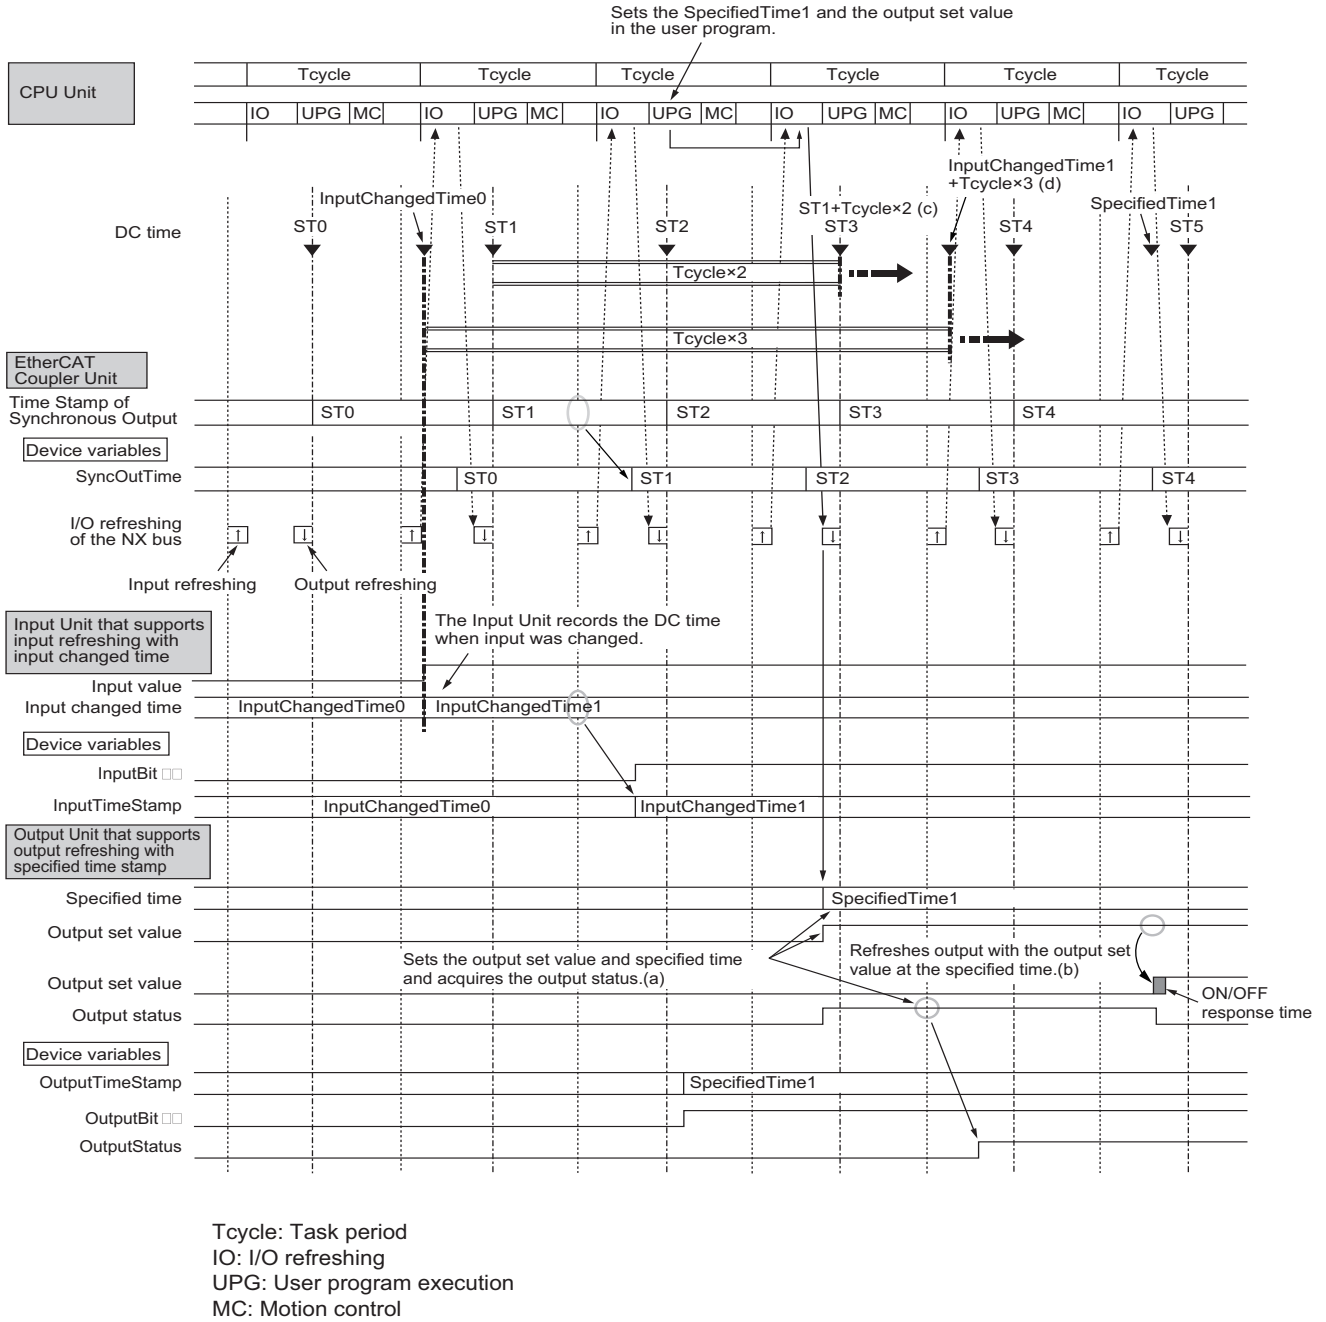 Sets the SpecifiedTime1 and the output set value
in the user program.
CPU Unit
Tcycle Tcycle Tcycle Tcycle Tcycle Tcycle
IO UPG MC IO UPG MC IO UPG MC IO UPG MC IO UPG MC IO UPG
InputChangedTime1
+Tcycle×3 (d)
InputChangedTime0
ST1+Tcycle×2 (c)
SpecifiedTime1
DC time
ST0 ST1 ST2 ST3 ST4 ST5
Tcycle×2
Tcycle×3
EtherCAT
Coupler Unit
Time Stamp of
Synchronous Output
ST0 ST1 ST2 ST3 ST4
Device variables
SyncOutTime
ST0 ST1 ST2 ST3 ST4
I/O refreshing
of the NX bus
↑ ↓ ↑ ↓ ↑ ↓ ↑ ↓ ↑ ↓ ↑ ↓
Input refreshing
Output refreshing
Input Unit that supports
input refreshing with
input changed time
The Input Unit records the DC time
when input was changed.
Input value
Input changed time
InputChangedTime0 InputChangedTime1
Device variables
InputBit □□
InputTimeStamp
InputChangedTime0 InputChangedTime1
Output Unit that supports
output refreshing with
specified time stamp
Specified time
SpecifiedTime1
Output set value
Sets the output set value and specified time
and acquires the output status.(a)
Refreshes output with the output set
value at the specified time.(b)
Output set value
ON/OFF
response time
Output status
Device variables
OutputTimeStamp
SpecifiedTime1
OutputBit □□
OutputStatus
Tcycle: Task period
IO: I/O refreshing
UPG: User program execution
MC: Motion control